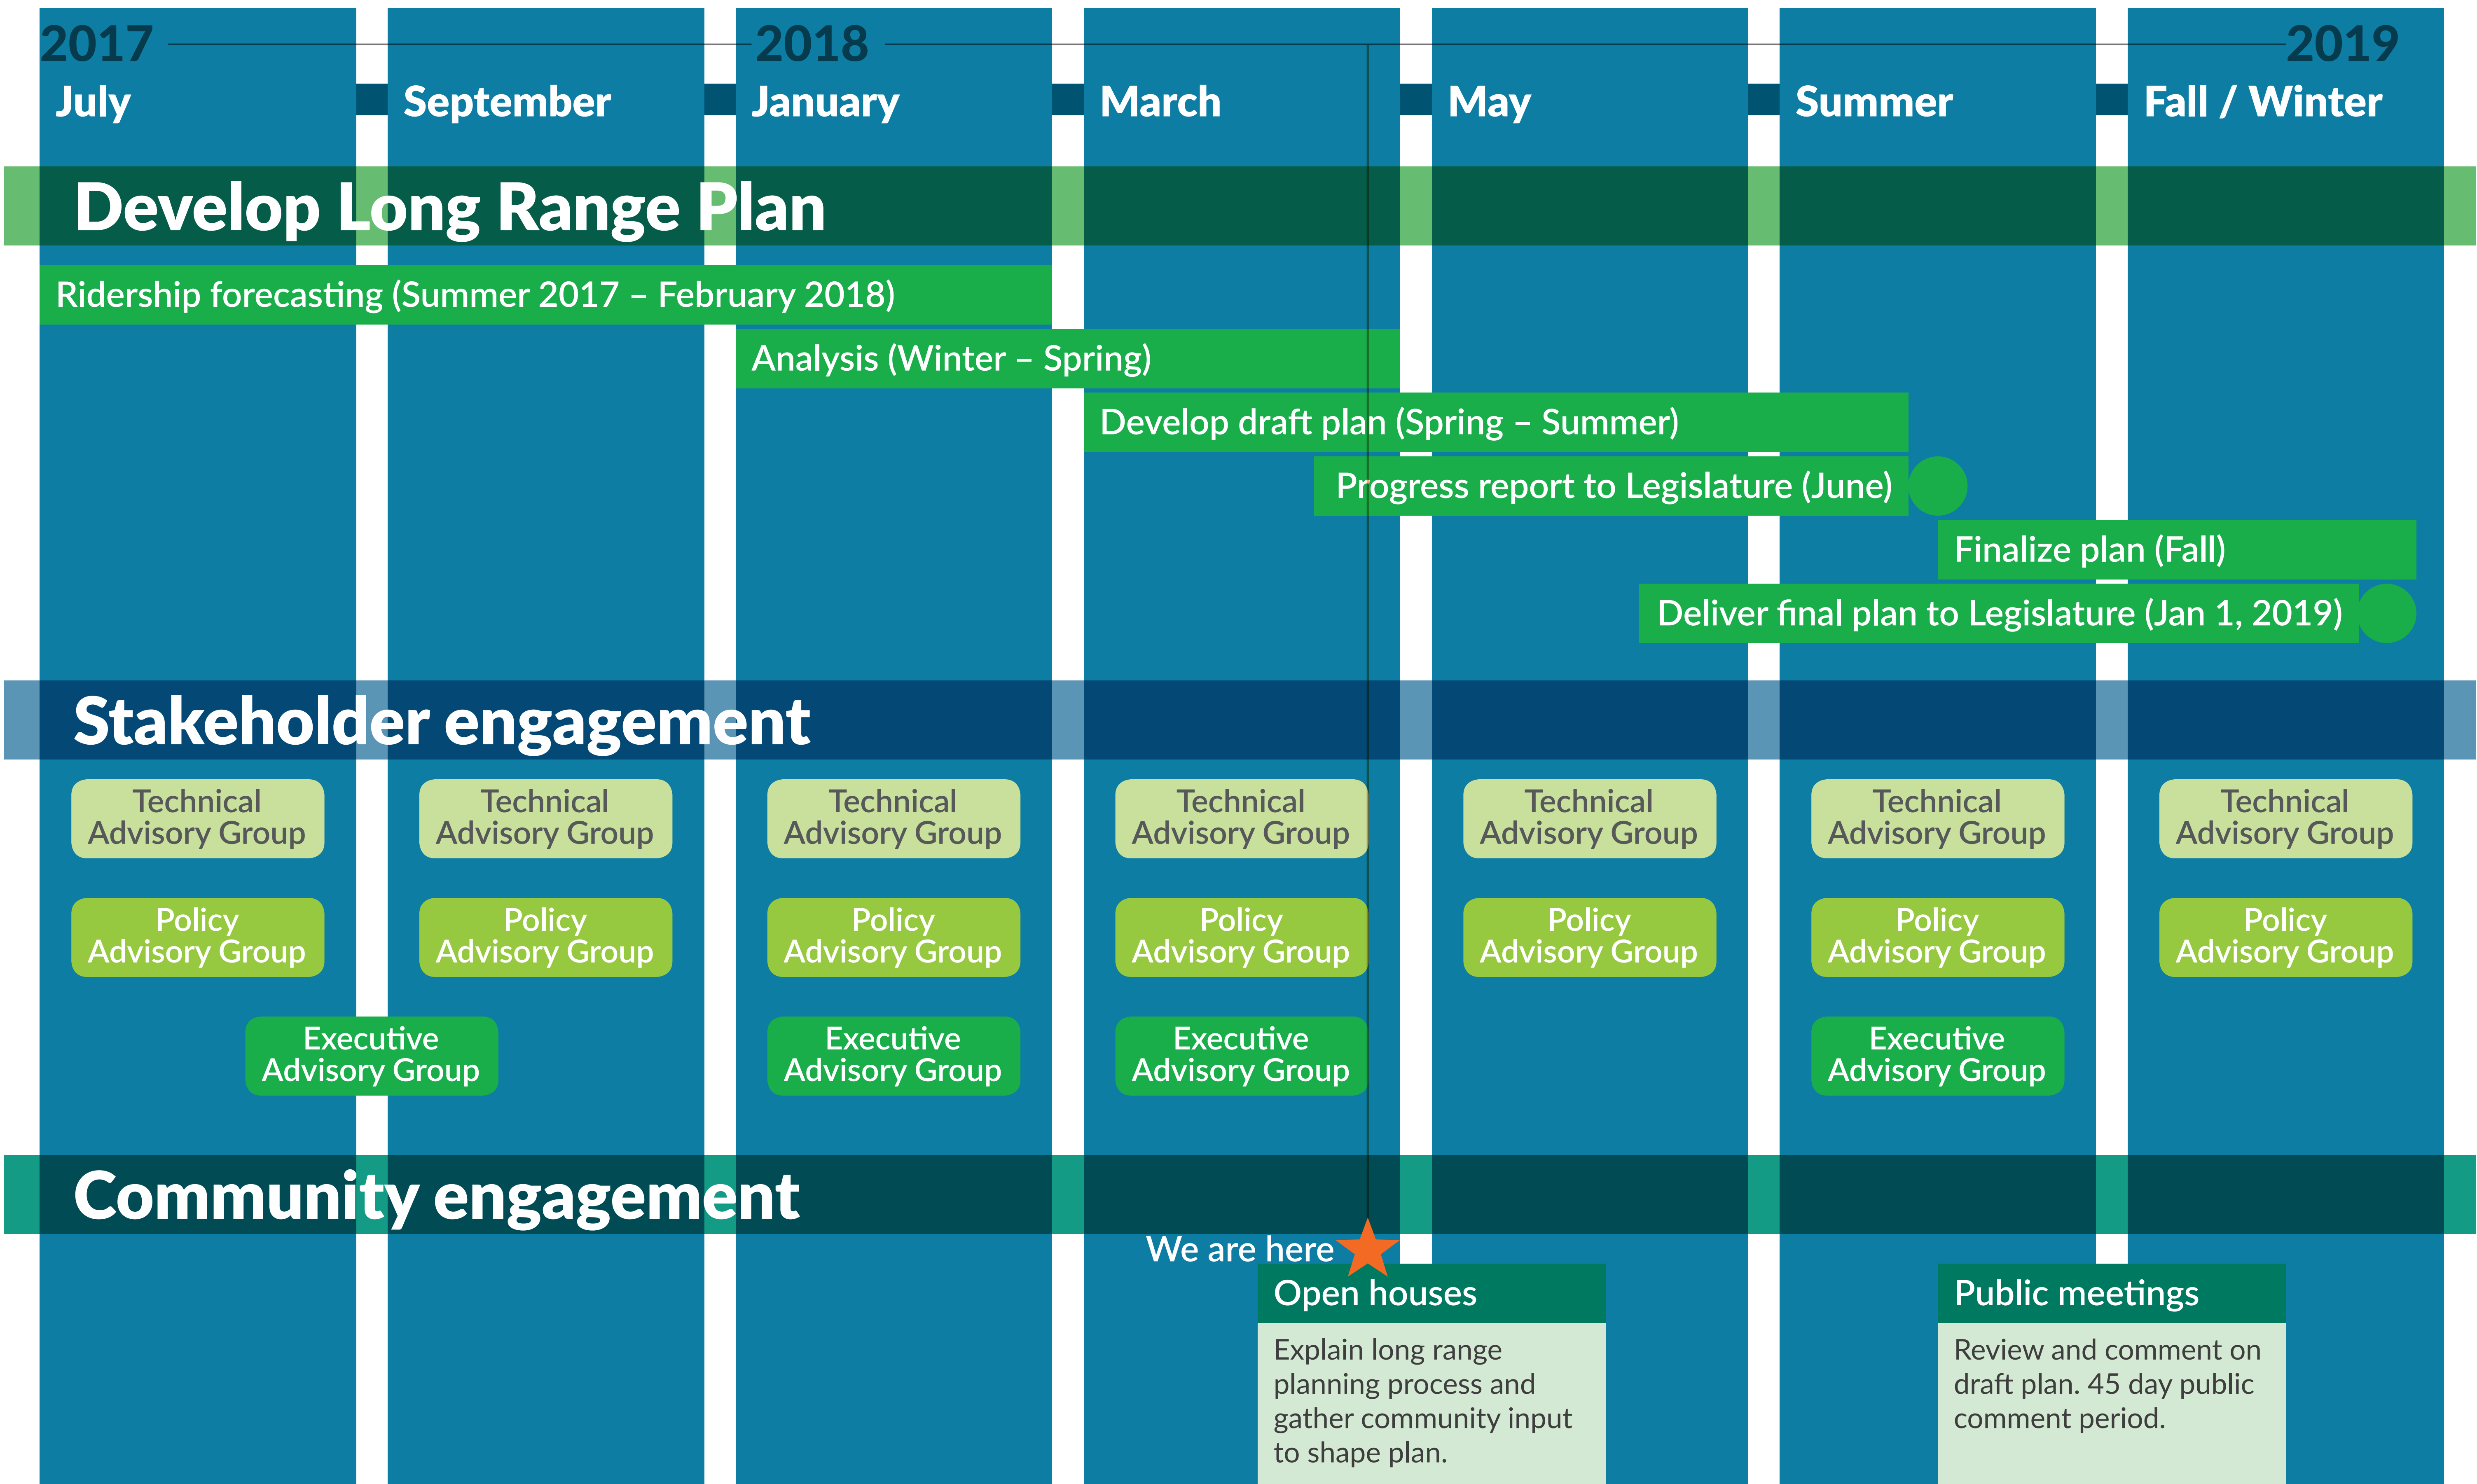 2017 2018 2019
July September January March May Summer Fall / Winter
Develop Long Range Plan
Ridership forecasting (Summer 2017 – February 2018)
Analysis (Winter – Spring)
Develop draft plan (Spring – Summer)
Progress report to Legislature (June)
Finalize plan (Fall)
Deliver final plan to Legislature (Jan 1, 2019)
Stakeholder engagement
Technical
Advisory Group
Technical
Advisory Group
Technical
Advisory Group
Technical
Advisory Group
Technical
Advisory Group
Technical
Advisory Group
Technical
Advisory Group
Policy
Advisory Group
Policy
Advisory Group
Policy
Advisory Group
Policy
Advisory Group
Policy
Advisory Group
Policy
Advisory Group
Policy
Advisory Group
Executive
Advisory Group
Executive
Advisory Group
Executive
Advisory Group
Executive
Advisory Group
Community engagement
We are here
Open houses
Explain long range
planning process and
gather community input
to shape plan.
Public meetings
Review and comment on
draft plan. 45 day public
comment period.